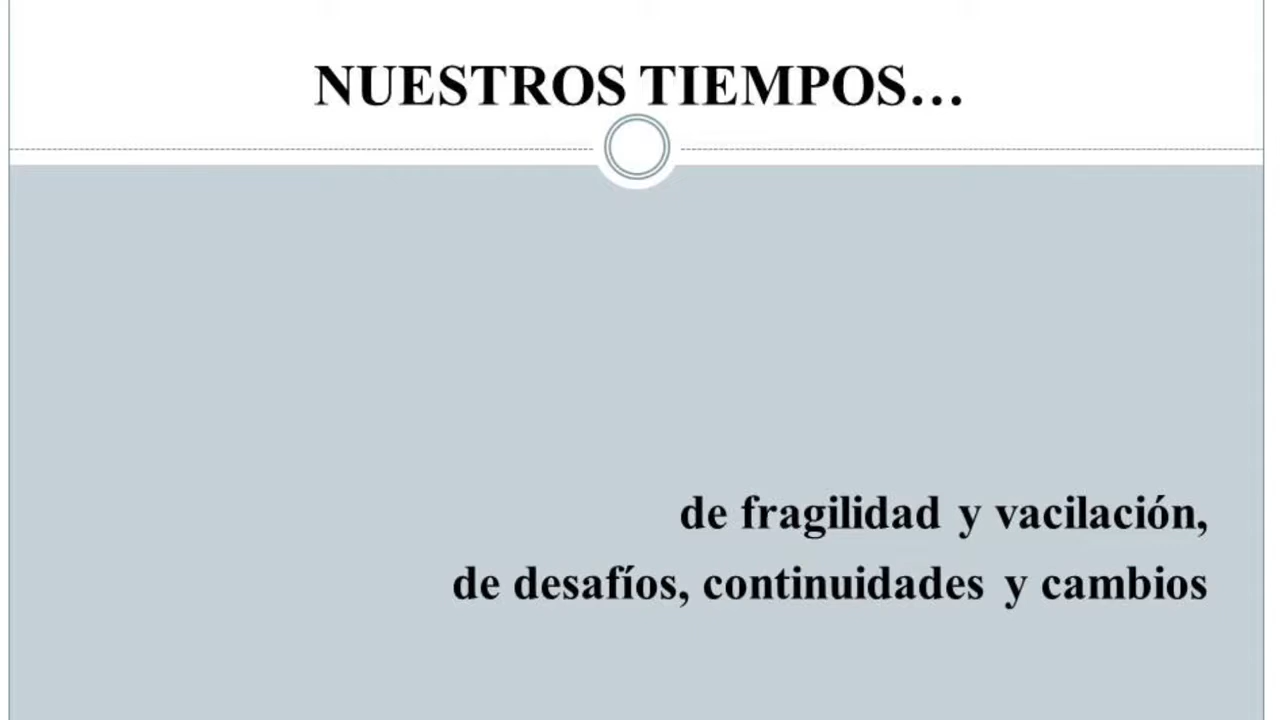 NUESTROS TIEMPOS…
de fragilidad y vacilación,
de desafíos, continuidades y cambios